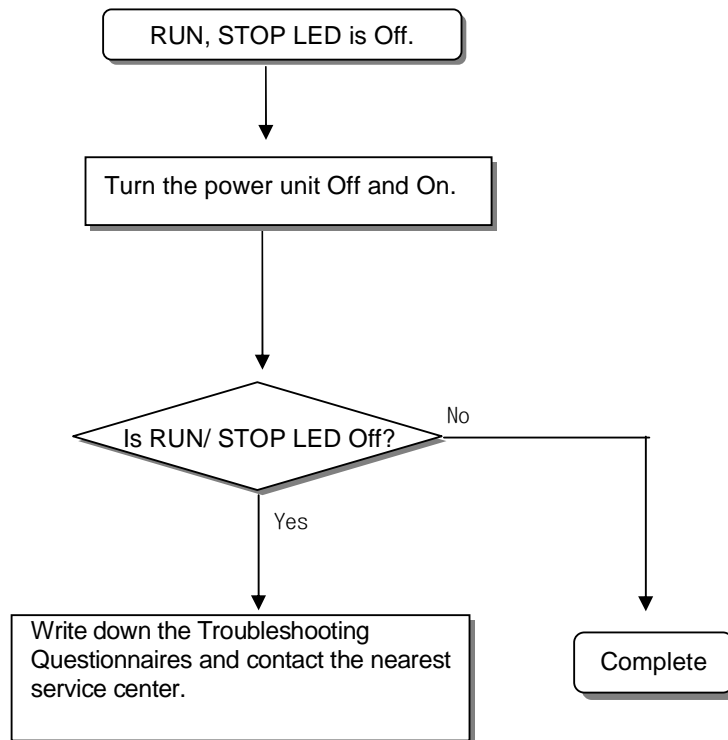 RUN, STOP LED is Off.
Turn the power unit Off and On.
Is RUN/ STOP LED Off?
No
Yes
Write down the Troubleshooting
Questionnaires and contact the nearest
service center.
Complete